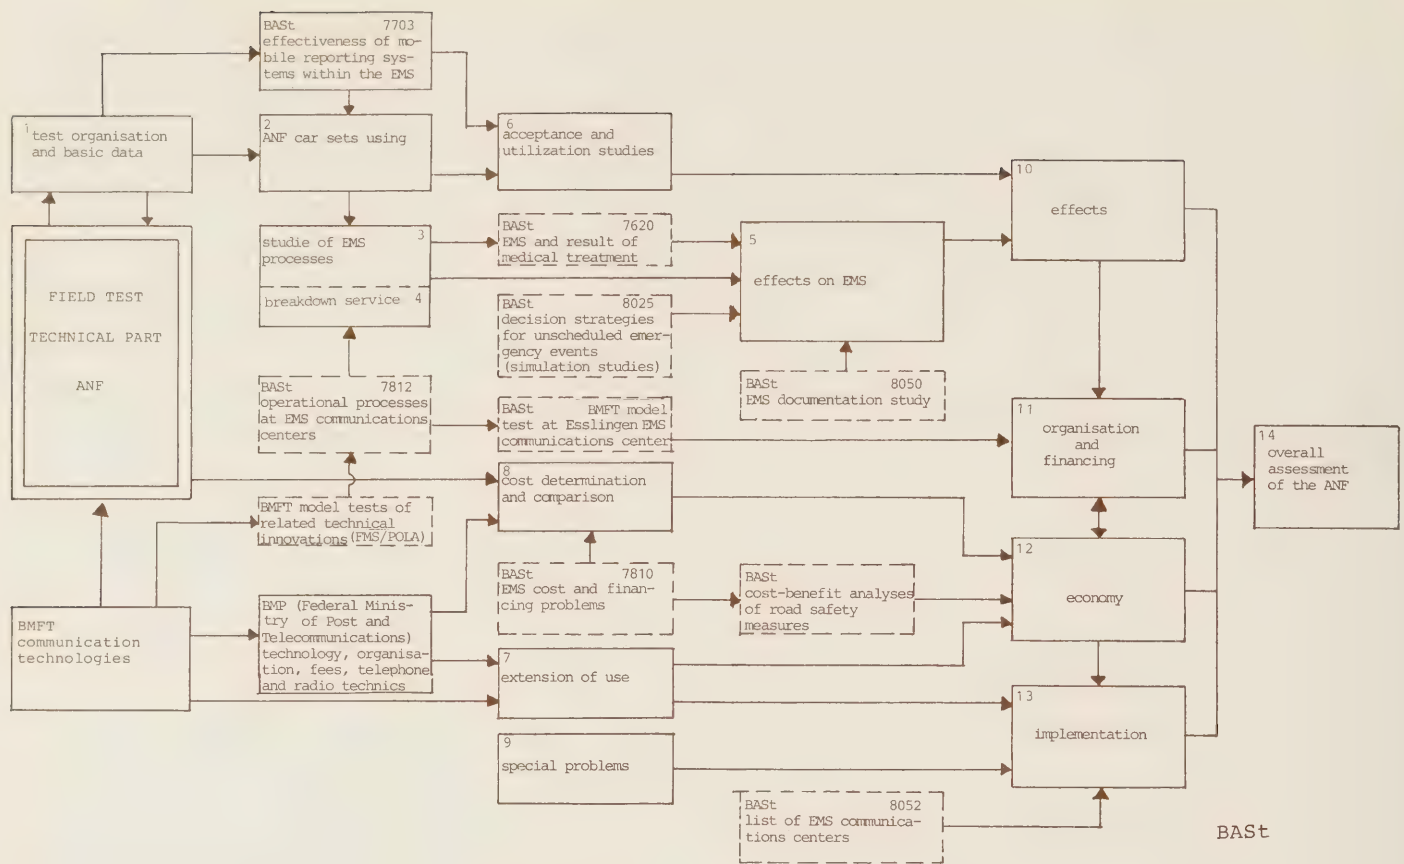 BASt 7703
effectiveness of mo-
bile reporting sys-
tems within the EMS
1 test organisation
and basic data
2
ANF car sets using
6
acceptance and
utilization studies
10
effects
FIELD TEST
TECHNICAL PART
ANF
studie of EMS 3
processes
breakdown service 4
BASt 7620
EMS and result of
medical treatment
5
effects on EMS
BASt 8025
decision strategies
for unscheduled emer-
gency events
(simulation studies)
BASt 8050
EMS documentation study
BASt 7812
operational processes
at EMS communications
centers
BASt BMFT model
test at Esslingen EMS
communications center
11
organisation
and
financing
14
overall
assessment
of the ANF
8
cost determination
and comparison
BMFT model tests of
related technical
innovations (FMS/POLA)
12
economy
BASt 7810
EMS cost and finan-
cing problems
BASt
cost-benefit analyses
of road safety
measures
BMFT
communication
technologies
BMP (Federal Minis-
try of Post and
Telecommunications)
technology, organisa-
tion, fees, telephone
and radio technics
7
extension of use
13
implementation
9
special problems
BASt 8052
list of EMS communica-
tions centers
BASt